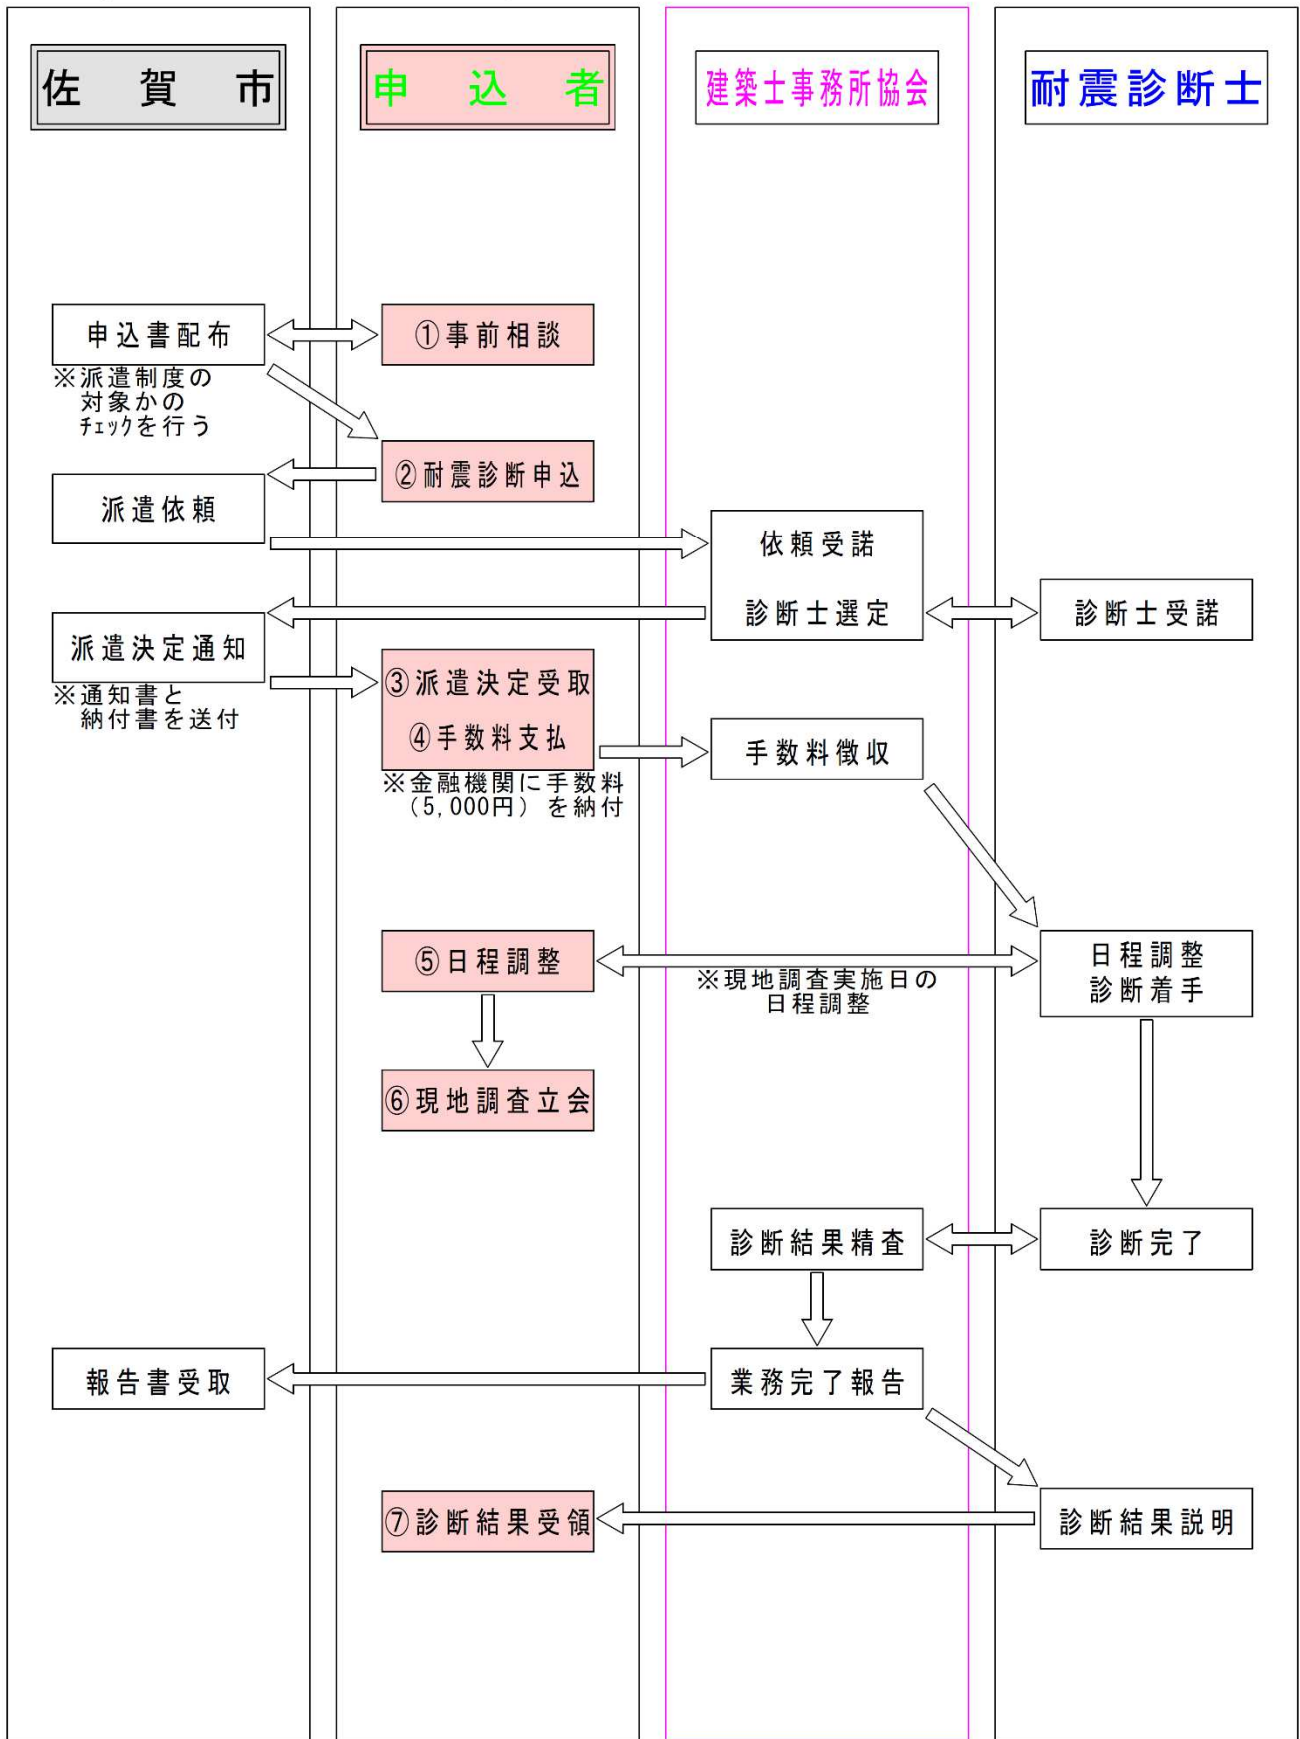 佐賀市
申込者
建築士事務所協会
耐震診断士
申込書配布
①事前相談
※派遣制度の
対象かの
ﾁｪｯｸを行う
②耐震診断申込
派遣依頼
依頼受諾
診断士選定
診断士受諾
派遣決定通知
※通知書と
納付書を送付
③派遣決定受取
④手数料支払
※金融機関に手数料
（5,000円）を納付
手数料徴収
⑤日程調整
※現地調査実施日の
日程調整
日程調整
診断着手
⑥現地調査立会
診断結果精査
診断完了
報告書受取
業務完了報告
⑦診断結果受領
診断結果説明